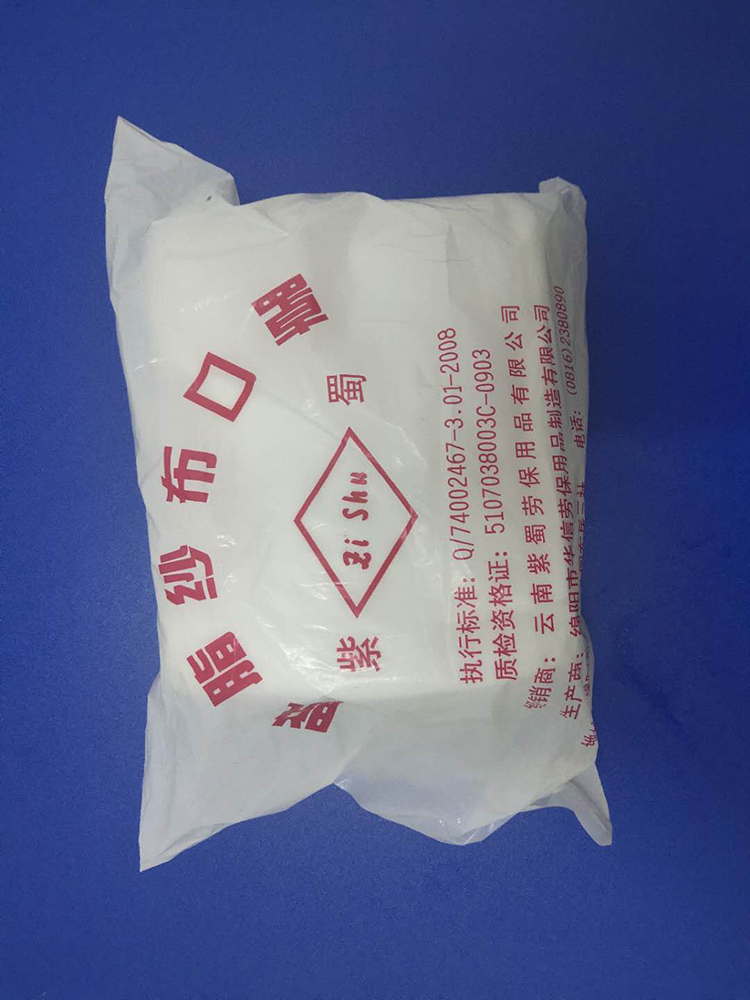 脱脂纱布口罩
紫 Zi Shu 蜀
执行标准: Q/74002467-3.01-2008
质检资格证: 5107038003C-0903
经销商: 云南紫蜀劳保用品有限公司
生产商: 绵阳市华信劳保用品制造有限公司
电话: (0816)2380890